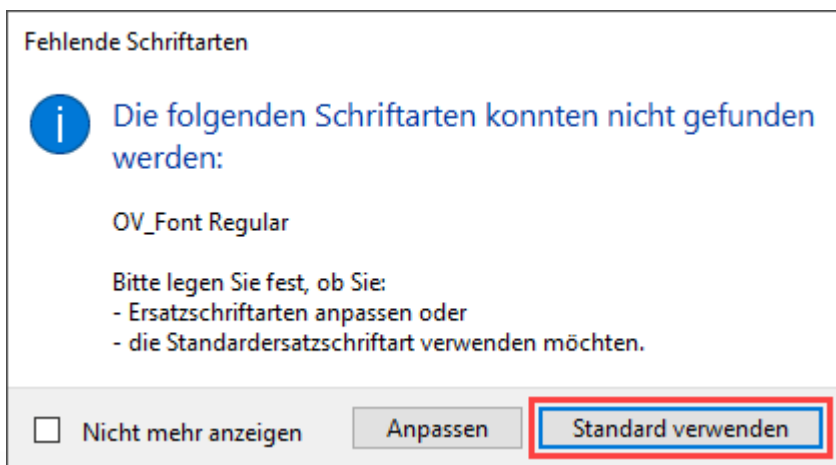 Fehlende Schriftarten
Die folgenden Schriftarten konnten nicht gefunden
werden:
OV_Font Regular
Bitte legen Sie fest, ob Sie:
- Ersatzschriftarten anpassen oder
- die Standardersatzschriftart verwenden möchten.
Nicht mehr anzeigen Anpassen Standard verwenden